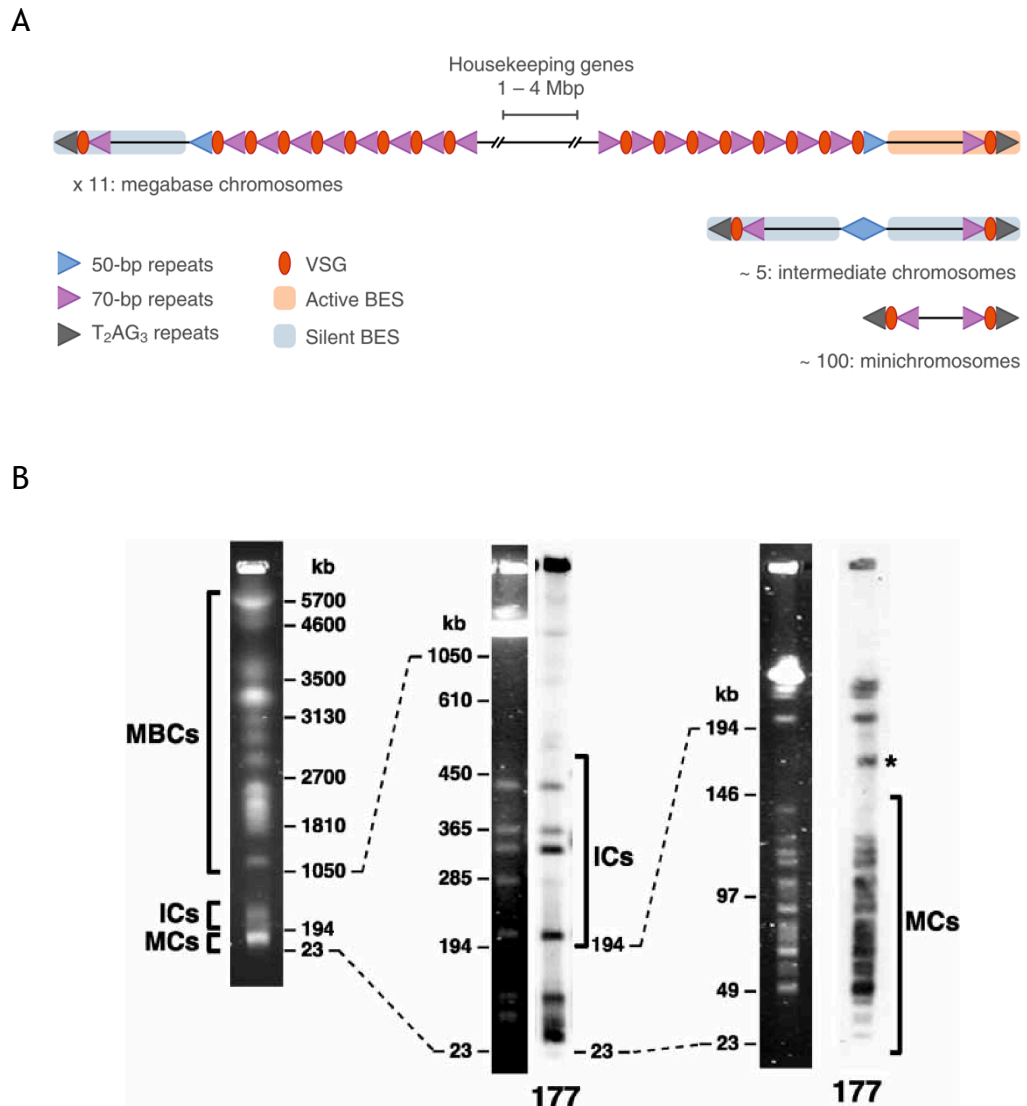 A
Housekeeping genes
1 – 4 Mbp
x 11: megabase chromosomes
50-bp repeats
70-bp repeats
T₂AG₃ repeats
VSG
Active BES
Silent BES
~ 5: intermediate chromosomes
~ 100: minichromosomes
B
kb
5700
4600
3500
3130
2700
1810
1050
194
23
MBCs
ICs
MCs
kb
1050
610
450
365
285
194
23
ICs
194
23
177
kb
194
146
97
49
23
*
MCs
177